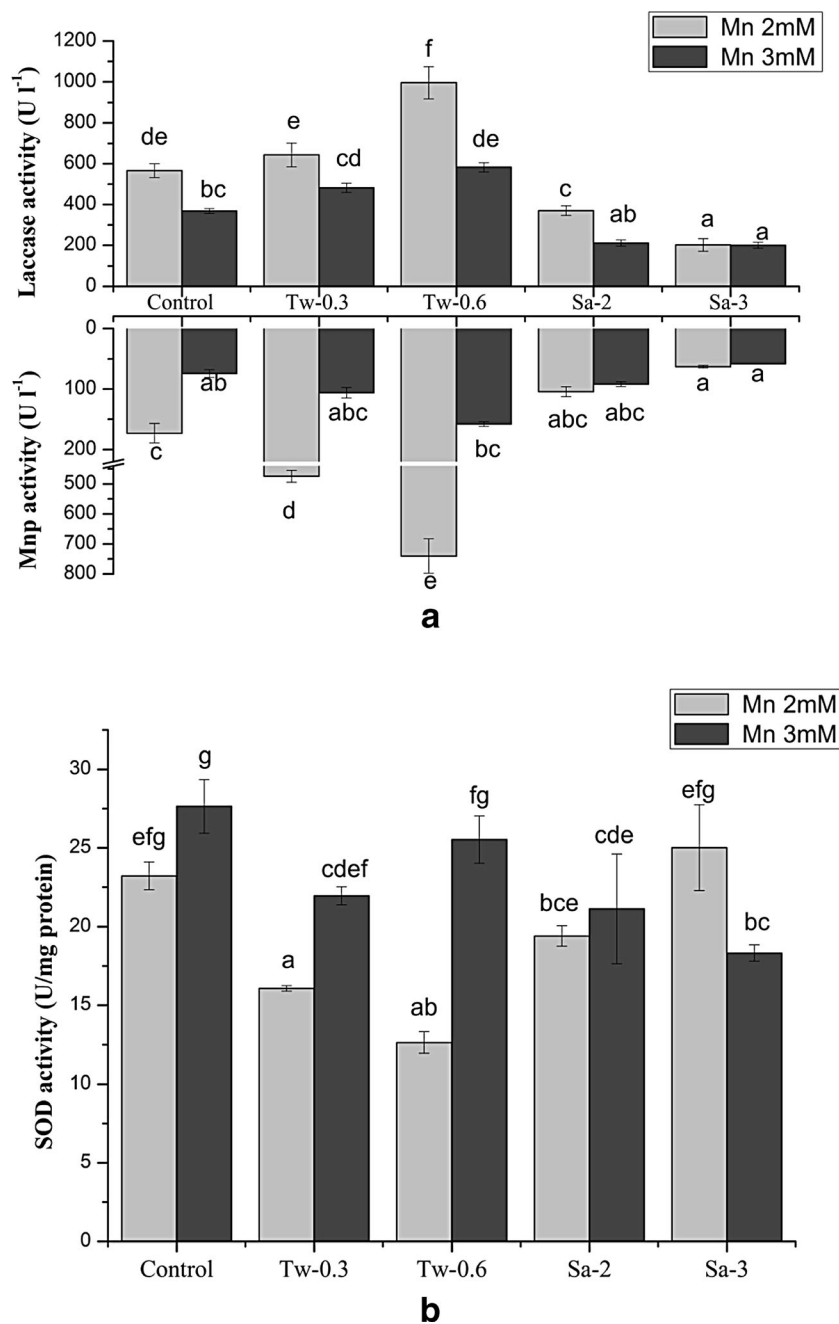 Mn 2mM
Mn 3mM
Laccase activity (U l⁻¹)
1200
1000
800
600
400
200
0
de
bc
e
cd
f
de
c
ab
a
a
Control
Tw-0.3
Tw-0.6
Sa-2
Sa-3
Mnp activity (U l⁻¹)
0
100
200
500
600
700
800
c
ab
d
abc
e
bc
abc
abc
a
a
a
Mn 2mM
Mn 3mM
SOD activity (U/mg protein)
30
25
20
15
10
5
0
efg
g
a
cdef
ab
fg
bce
cde
efg
bc
Control
Tw-0.3
Tw-0.6
Sa-2
Sa-3
b